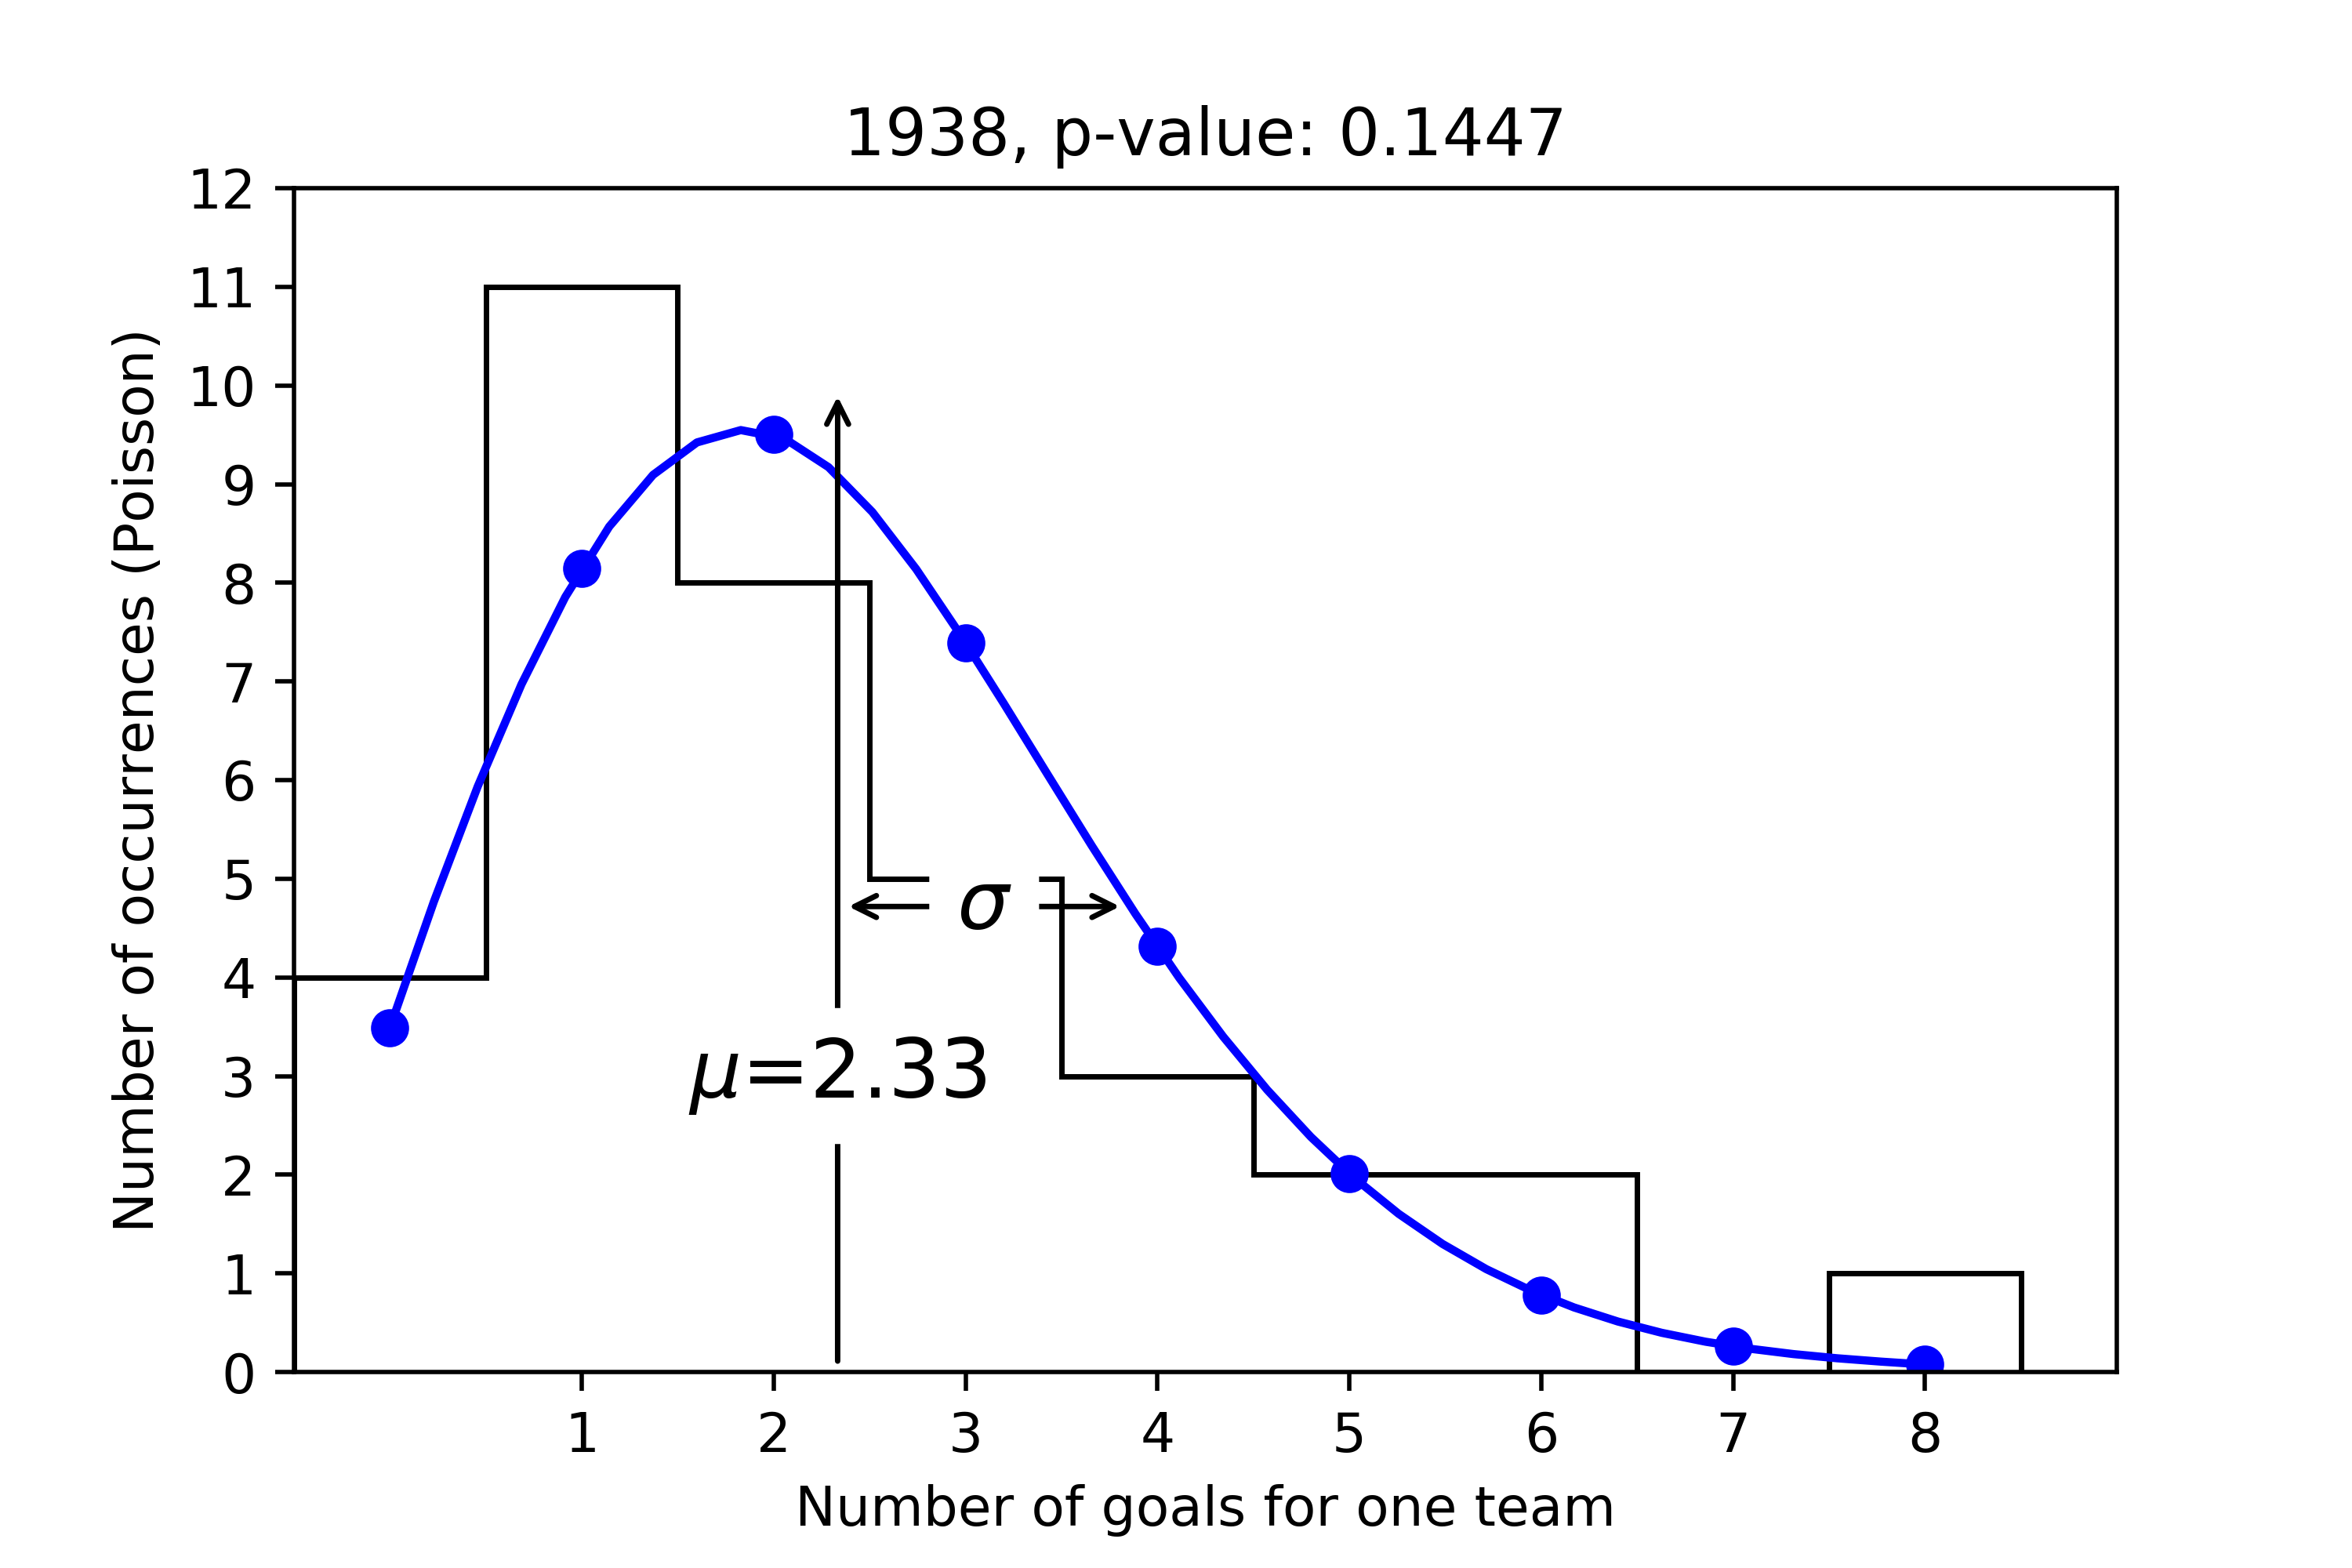 1938, p-value: 0.1447
Number of occurrences (Poisson)
12
11
10
9
8
7
6
5
4
3
2
1
0
σ
μ=2.33
1 2 3 4 5 6 7 8
Number of goals for one team